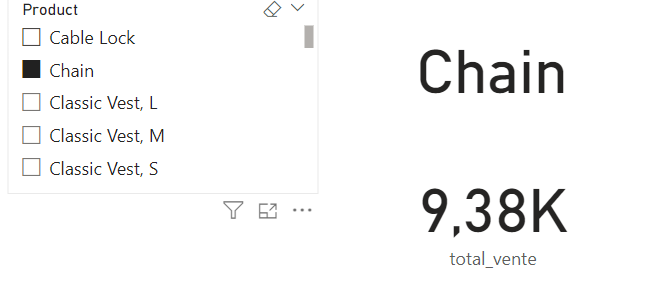 Product
Cable Lock
Chain
Classic Vest, L
Classic Vest, M
Classic Vest, S
Chain
9,38K
total_vente